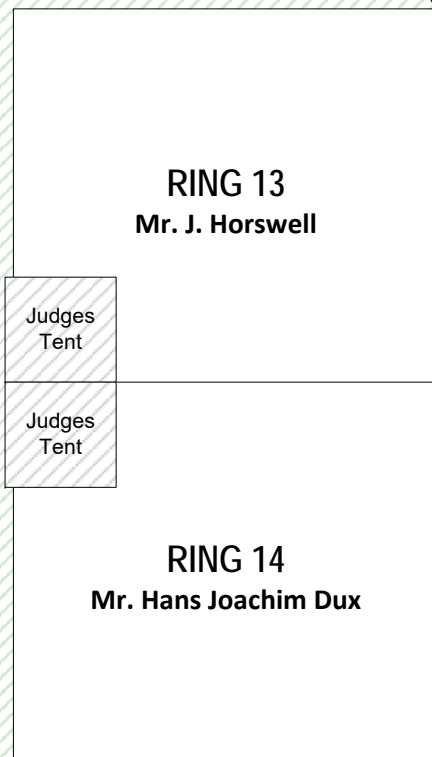 RING 13
Mr. J. Horswell
Judges
Tent
Judges
Tent
RING 14
Mr. Hans Joachim Dux